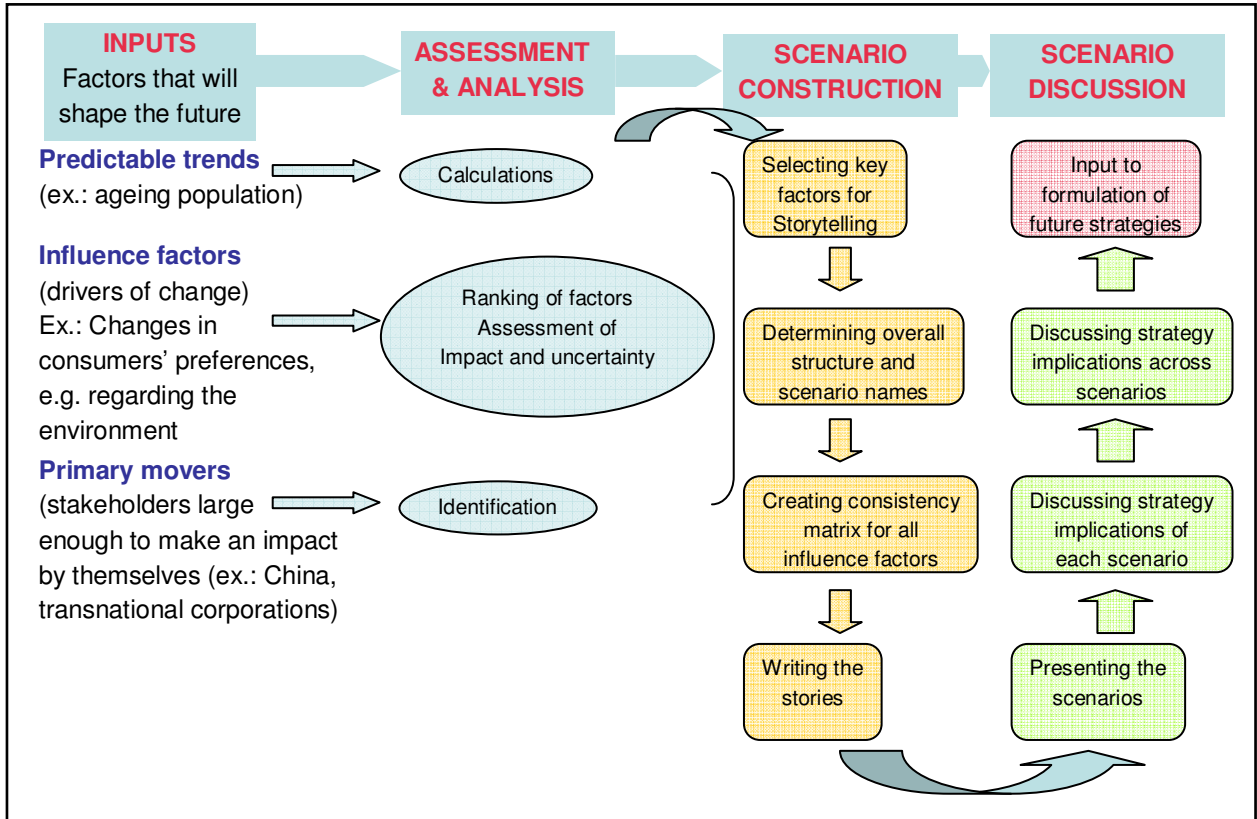 INPUTS
Factors that will
shape the future
ASSESSMENT
& ANALYSIS
SCENARIO
CONSTRUCTION
SCENARIO
DISCUSSION
Predictable trends
(ex.: ageing population)
Influence factors
(drivers of change)
Ex.: Changes in
consumers’ preferences,
e.g. regarding the
environment
Primary movers
(stakeholders large
enough to make an impact
by themselves (ex.: China,
transnational corporations)
Calculations
Ranking of factors
Assessment of
Impact and uncertainty
Identification
Selecting key
factors for
Storytelling
Determining overall
structure and
scenario names
Creating consistency
matrix for all
influence factors
Writing the
stories
Input to
formulation of
future strategies
Discussing strategy
implications across
scenarios
Discussing strategy
implications of
each scenario
Presenting the
scenarios